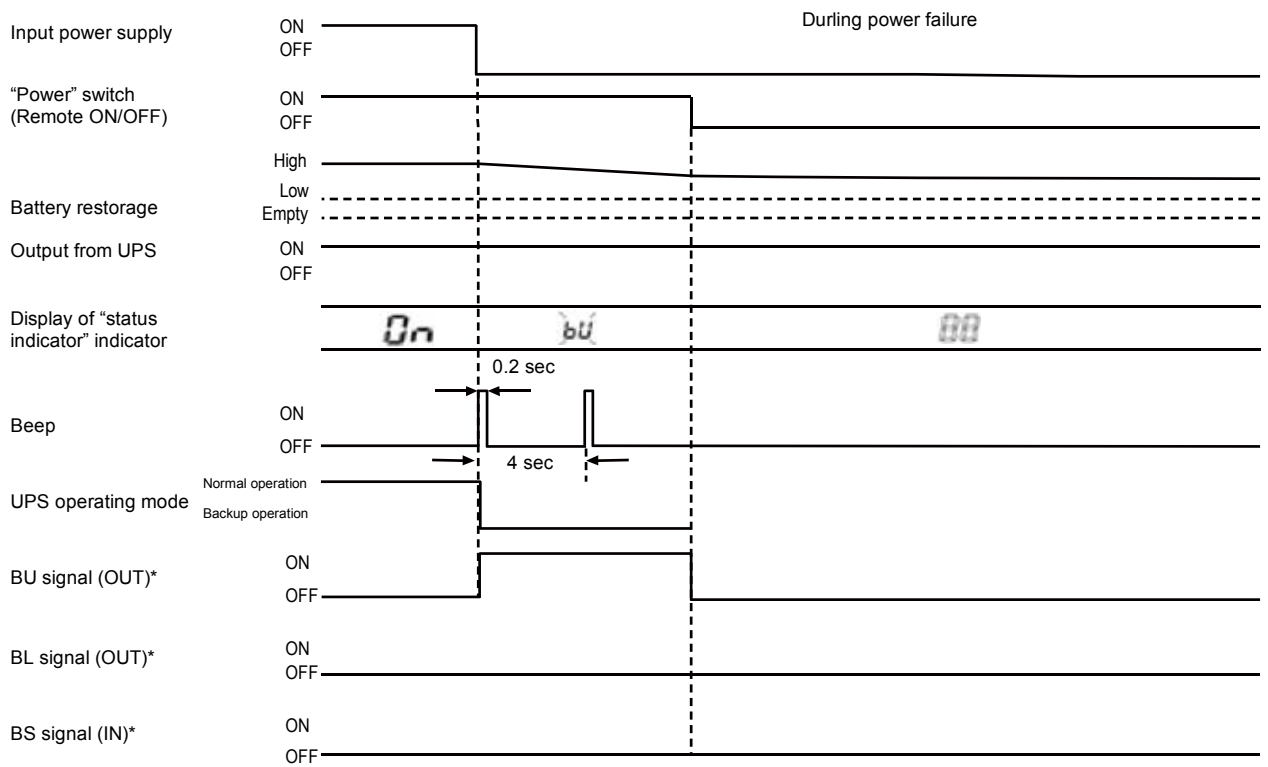 Durling power failure
Input power supply
ON
OFF
“Power” switch
(Remote ON/OFF)
ON
OFF
High
Low
Battery restorage
Empty
Output from UPS
ON
OFF
Display of “status
indicator” indicator
On
bU
88
0.2 sec
Beep
ON
OFF
4 sec
UPS operating mode
Normal operation
Backup operation
BU signal (OUT)*
ON
OFF
BL signal (OUT)*
ON
OFF
BS signal (IN)*
ON
OFF